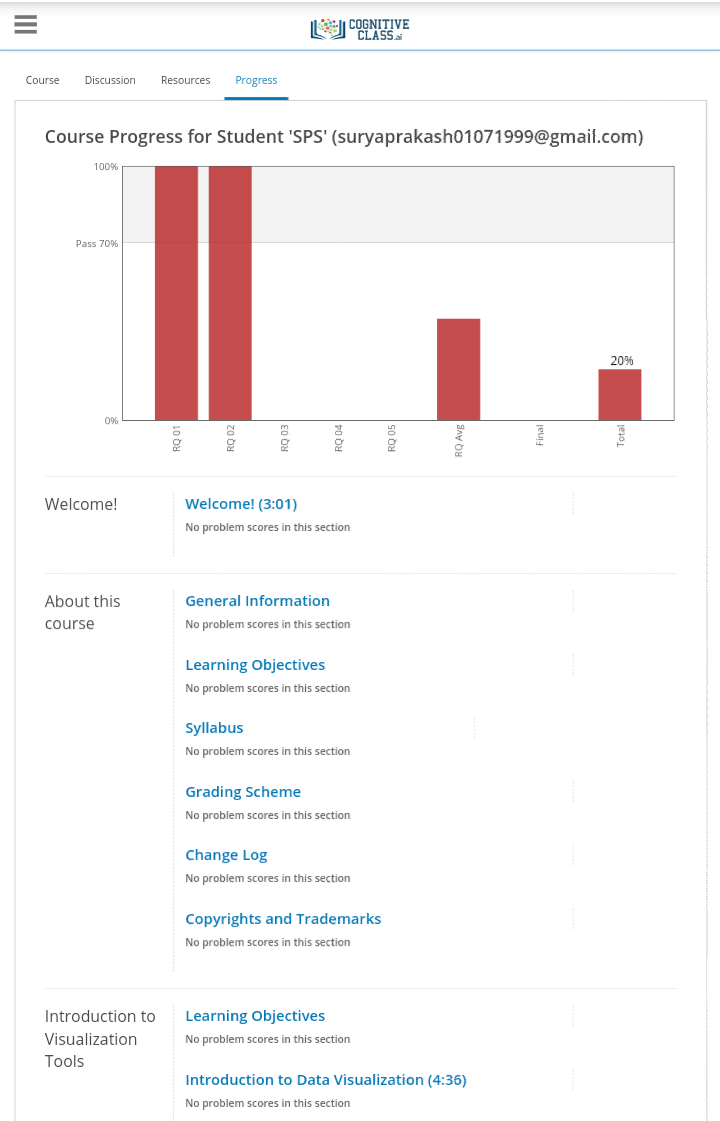 COGNITIVE
CLASS.ai
Course Discussion Resources Progress
Course Progress for Student 'SPS' (suryaprakash01071999@gmail.com)
100%
Pass 70%
20%
0%
RQ 01
RQ 02
RQ 03
RQ 04
RQ 05
RQ Avg
Final
Total
Welcome!
Welcome! (3:01)
No problem scores in this section
About this
course
General Information
No problem scores in this section
Learning Objectives
No problem scores in this section
Syllabus
No problem scores in this section
Grading Scheme
No problem scores in this section
Change Log
No problem scores in this section
Copyrights and Trademarks
No problem scores in this section
Introduction to
Visualization
Tools
Learning Objectives
No problem scores in this section
Introduction to Data Visualization (4:36)
No problem scores in this section